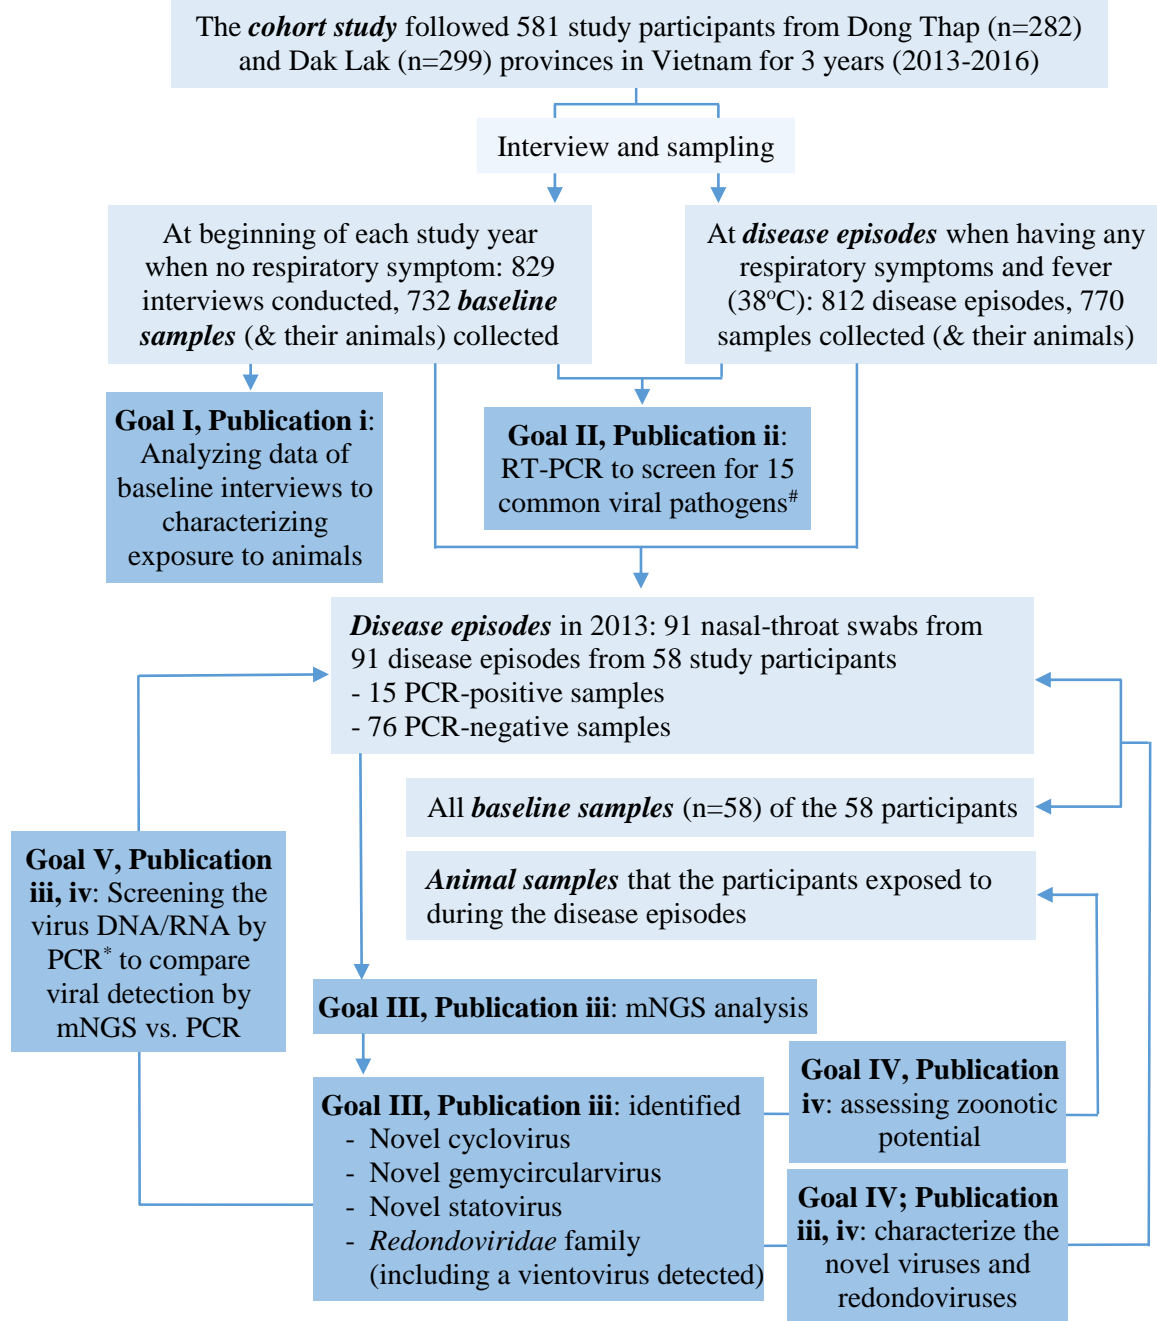 The cohort study followed 581 study participants from Dong Thap (n=282)
and Dak Lak (n=299) provinces in Vietnam for 3 years (2013-2016)
Interview and sampling
At beginning of each study year
when no respiratory symptom: 829
interviews conducted, 732 baseline
samples (& their animals) collected
At disease episodes when having any
respiratory symptoms and fever
(38°C): 812 disease episodes, 770
samples collected (& their animals)
Goal I, Publication i:
Analyzing data of
baseline interviews to
characterizing
exposure to animals
Goal II, Publication ii:
RT-PCR to screen for 15
common viral pathogens#
Disease episodes in 2013: 91 nasal-throat swabs from
91 disease episodes from 58 study participants
- 15 PCR-positive samples
- 76 PCR-negative samples
All baseline samples (n=58) of the 58 participants
Animal samples that the participants exposed to
during the disease episodes
Goal V, Publication
iii, iv: Screening the
virus DNA/RNA by
PCR* to compare
viral detection by
mNGS vs. PCR
Goal III, Publication iii: mNGS analysis
Goal III, Publication iii: identified
- Novel cyclovirus
- Novel gemycircularvirus
- Novel statovirus
- Redondoviridae family
(including a vientovirus detected)
Goal IV, Publication
iv: assessing zoonotic
potential
Goal IV; Publication
iii, iv: characterize the
novel viruses and
redondoviruses